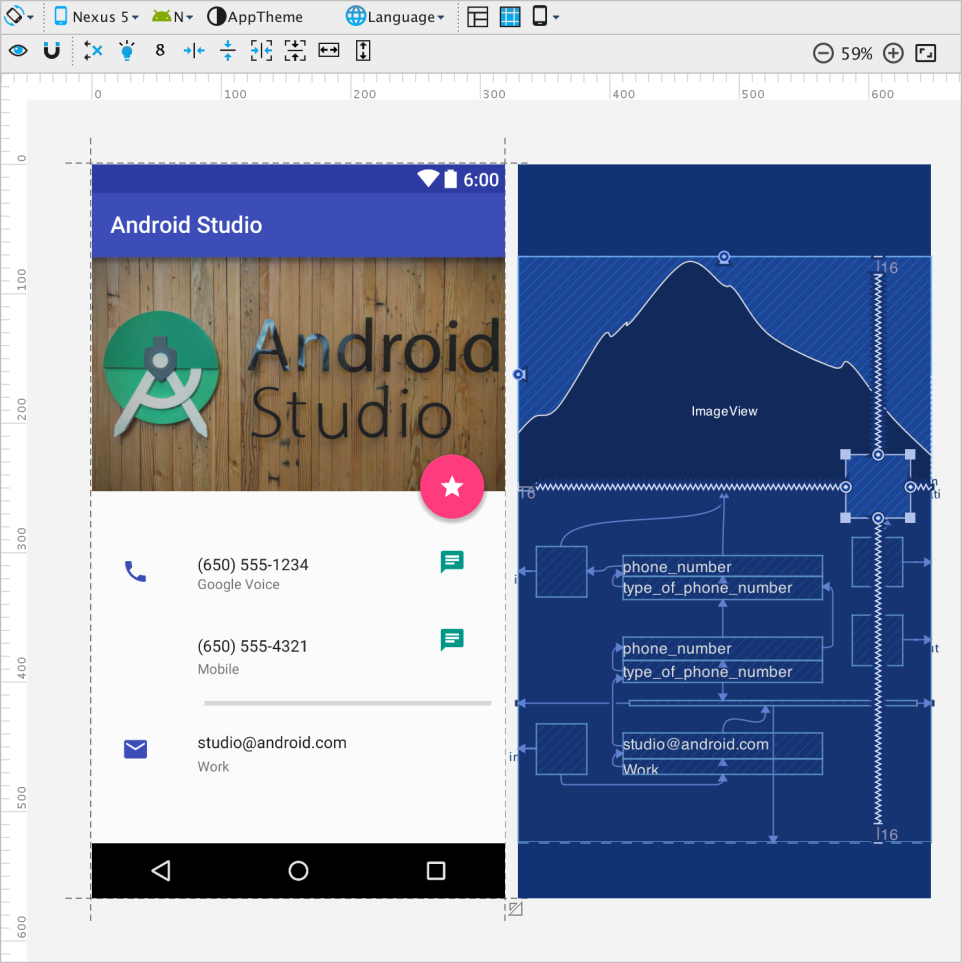 Nexus 5 N AppTheme Language
8 59%
0 100 200 300 400 500 600
0
100
200
300
400
500
600
6:00
Android Studio
Android
Studio
(650) 555-1234
Google Voice
(650) 555-4321
Mobile
studio@android.com
Work
16
ImageView
16
phone_number
type_of_phone_number
phone_number
type_of_phone_number
studio@android.com
Work
16